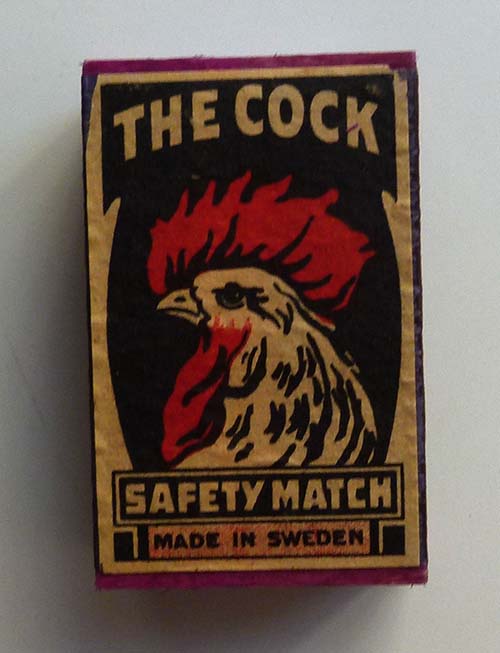 THE COCK
SAFETY MATCH
MADE IN SWEDEN